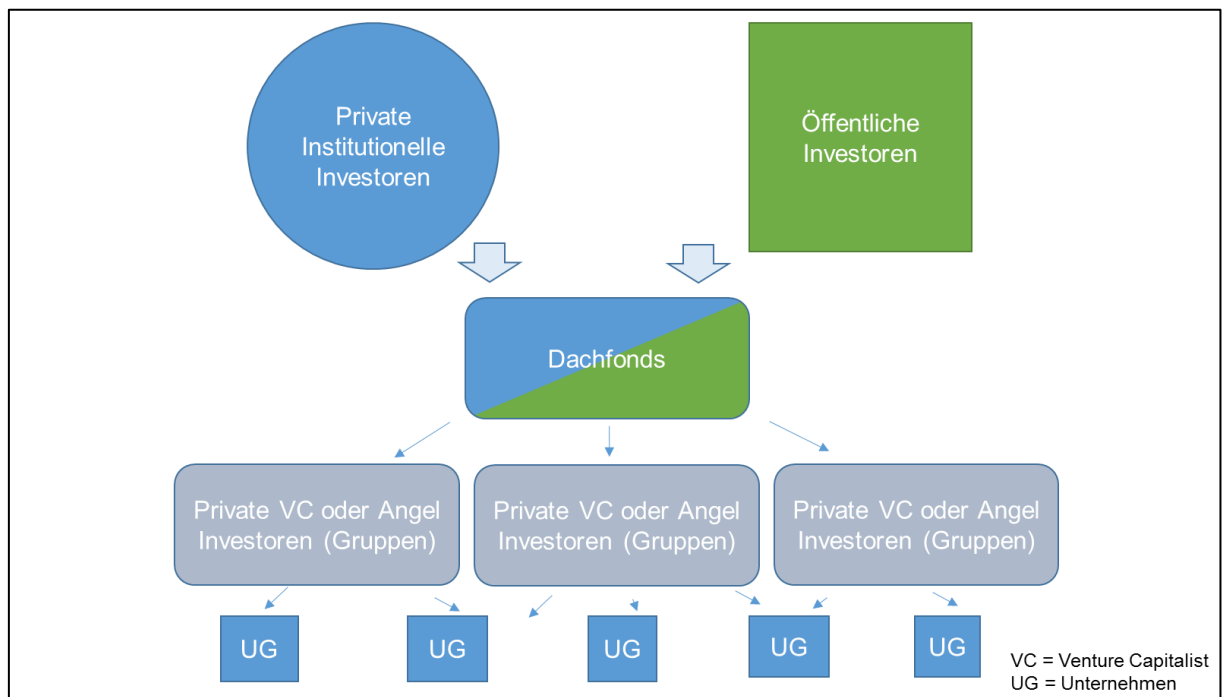 Private
Institutionelle
Investoren
Öffentliche
Investoren
Dachfonds
Private VC oder Angel
Investoren (Gruppen)
Private VC oder Angel
Investoren (Gruppen)
Private VC oder Angel
Investoren (Gruppen)
UG
UG
UG
UG
UG
VC = Venture Capitalist
UG = Unternehmen